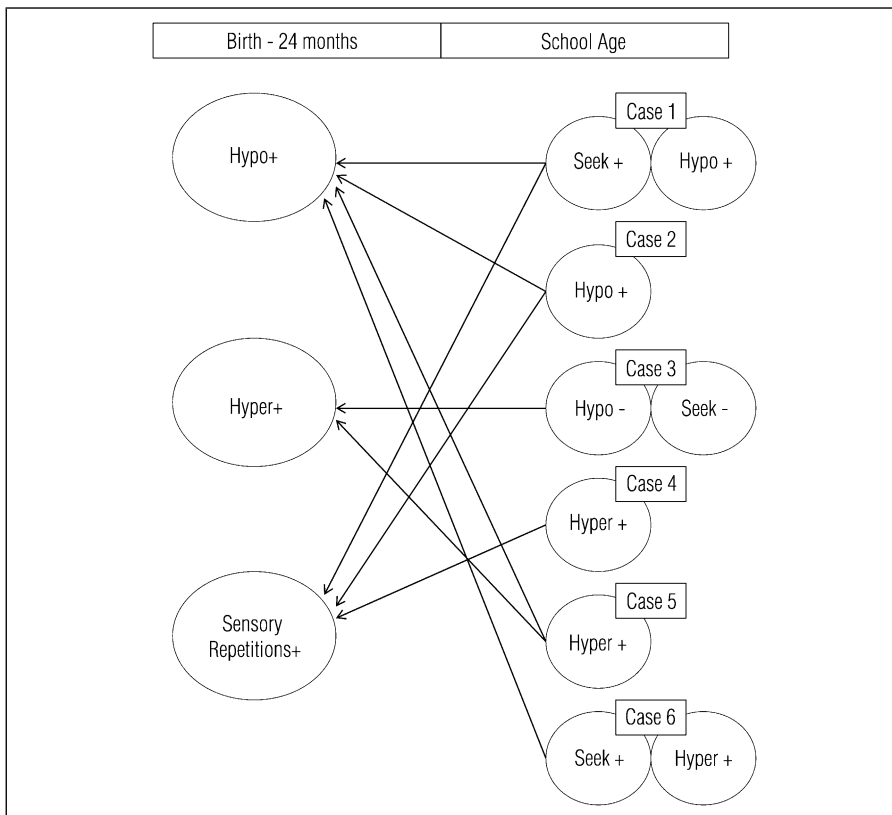 Birth - 24 months
School Age
Hypo+
Hyper+
Sensory
Repetitions+
Case 1
Seek +
Hypo +
Case 2
Hypo +
Case 3
Hypo -
Seek -
Case 4
Hyper +
Case 5
Hyper +
Case 6
Seek +
Hyper +